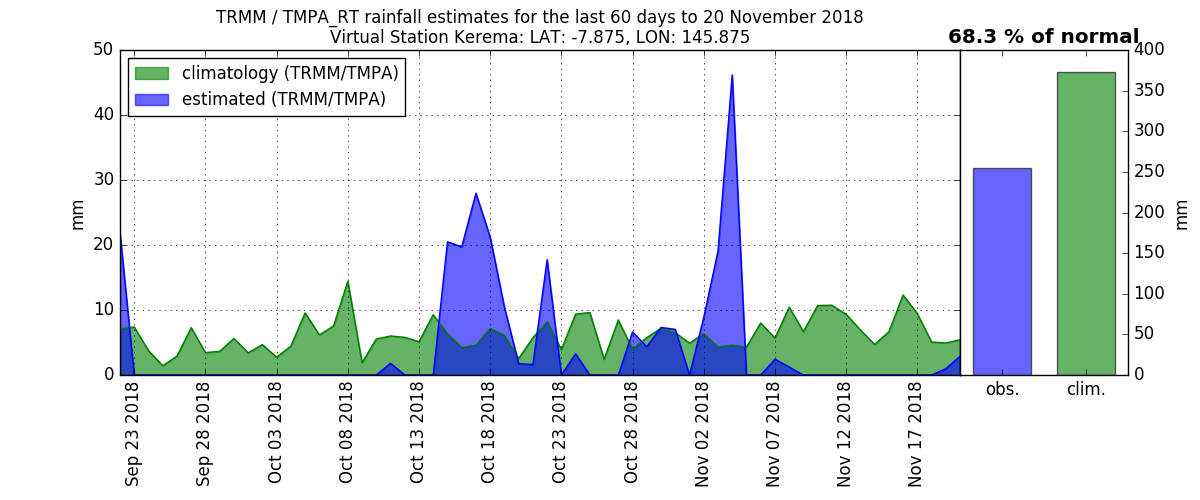 TRMM / TMPA_RT rainfall estimates for the last 60 days to 20 November 2018
Virtual Station Kerema: LAT: -7.875, LON: 145.875
68.3 % of normal
climatology (TRMM/TMPA)
estimated (TRMM/TMPA)
mm
50
40
30
20
10
0
Sep 23 2018
Sep 28 2018
Oct 03 2018
Oct 08 2018
Oct 13 2018
Oct 18 2018
Oct 23 2018
Oct 28 2018
Nov 02 2018
Nov 07 2018
Nov 12 2018
Nov 17 2018
obs.
clim.
400
350
300
250
200
150
100
50
0
mm